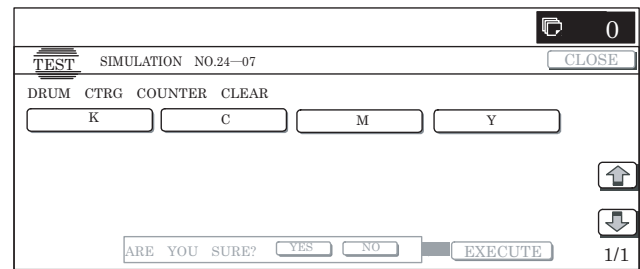 0
TEST SIMULATION NO.24—07 CLOSE
DRUM CTRG COUNTER CLEAR
K C M Y
ARE YOU SURE? YES NO EXECUTE
1/1